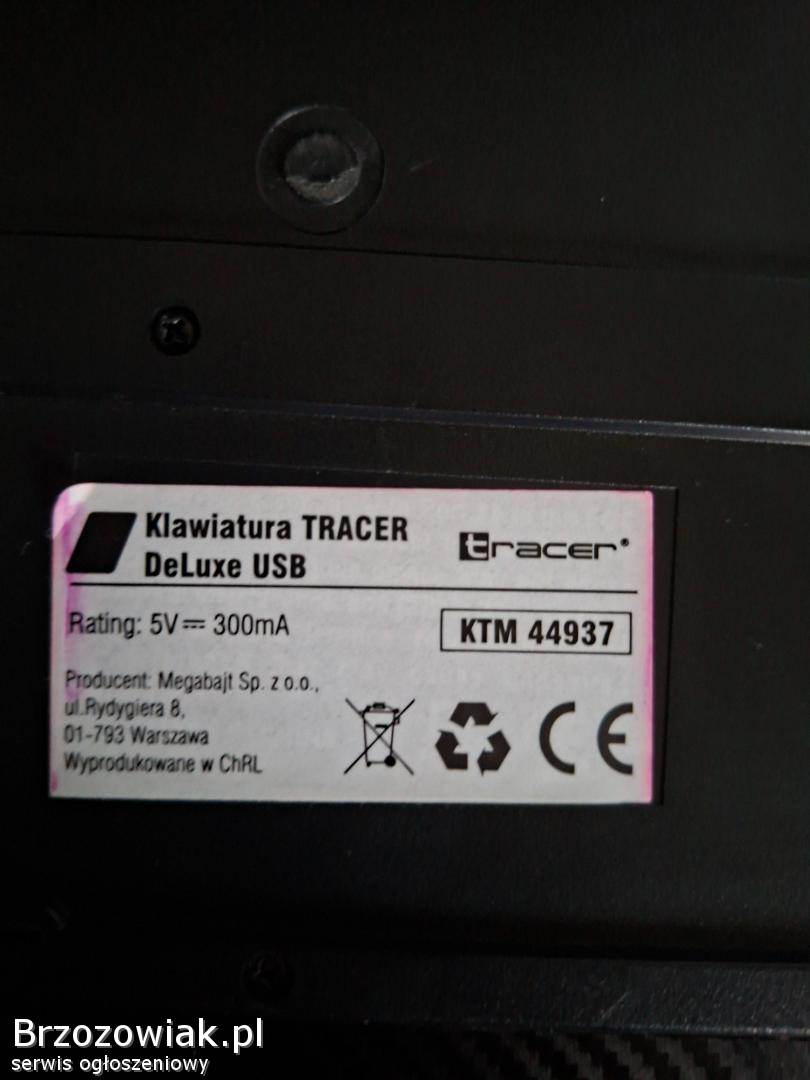 Klawiatura TRACER
DeLuxe USB
tracer®
Rating: 5V⎓ 300mA
KTM 44937
Producent: Megabajt Sp. z o.o.,
ul.Rydygiera 8,
01-793 Warszawa
Wyprodukowane w ChRL
CE
Brzozowiak.pl
serwis ogłoszeniowy